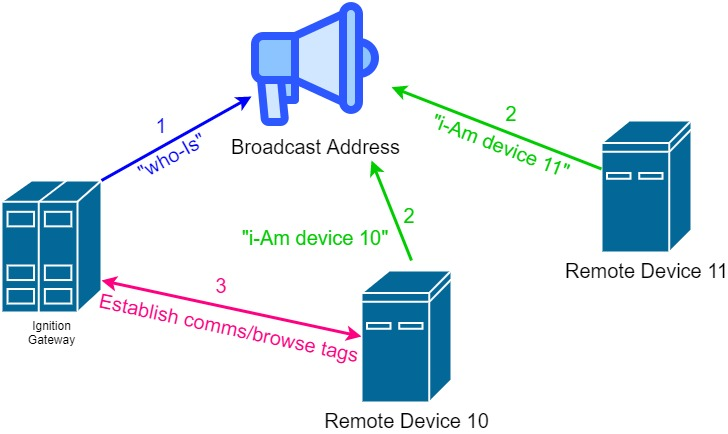 1
"who-Is"
Broadcast Address
2
"i-Am device 11"
2
"i-Am device 10"
Remote Device 11
3
Establish comms/browse tags
Ignition
Gateway
Remote Device 10